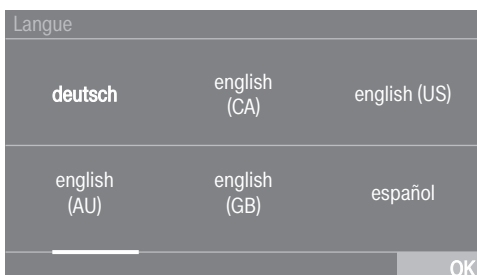 Langue
deutsch
english
(CA)
english (US)
english
(AU)
english
(GB)
español
OK